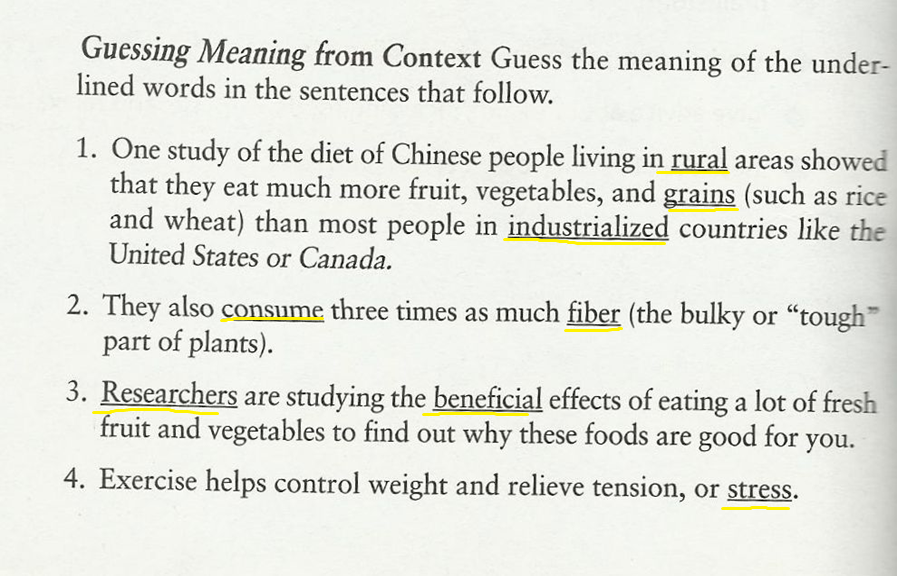 Guessing Meaning from Context Guess the meaning of the under-
lined words in the sentences that follow.
1. One study of the diet of Chinese people living in rural areas showed
that they eat much more fruit, vegetables, and grains (such as rice
and wheat) than most people in industrialized countries like the
United States or Canada.
2. They also consume three times as much fiber (the bulky or “tough”
part of plants).
3. Researchers are studying the beneficial effects of eating a lot of fresh
fruit and vegetables to find out why these foods are good for you.
4. Exercise helps control weight and relieve tension, or stress.